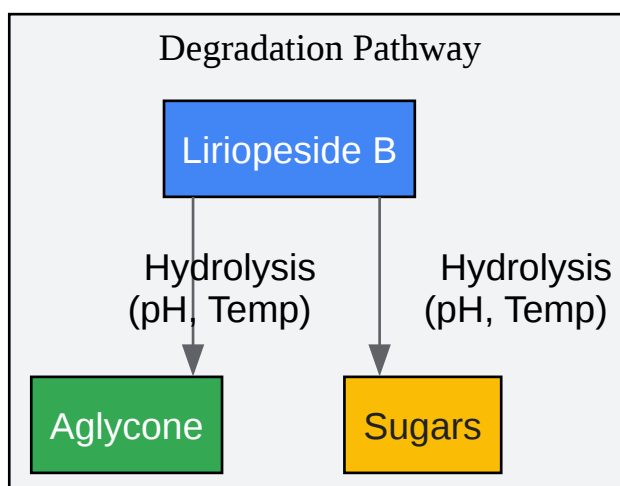 Degradation Pathway
Liriopeside B
Hydrolysis
(pH, Temp)
Hydrolysis
(pH, Temp)
Aglycone
Sugars